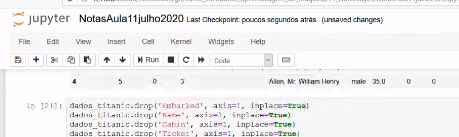 jupyter NotasAula11julho2020 Last Checkpoint: poucos segundos atrás (unsaved changes)
File Edit View Insert Cell Kernel Widgets Help
Run Code
4 5 0 3 Allen, Mr. William Henry male 35.0 0 0
In [213]: dados_titanic.drop('Embarked', axis=1, inplace=True)
dados_titanic.drop('Name', axis=1, inplace=True)
dados_titanic.drop('Cabin', axis=1, inplace=True)
dados_titanic.drop('Ticket', axis=1, inplace=True)